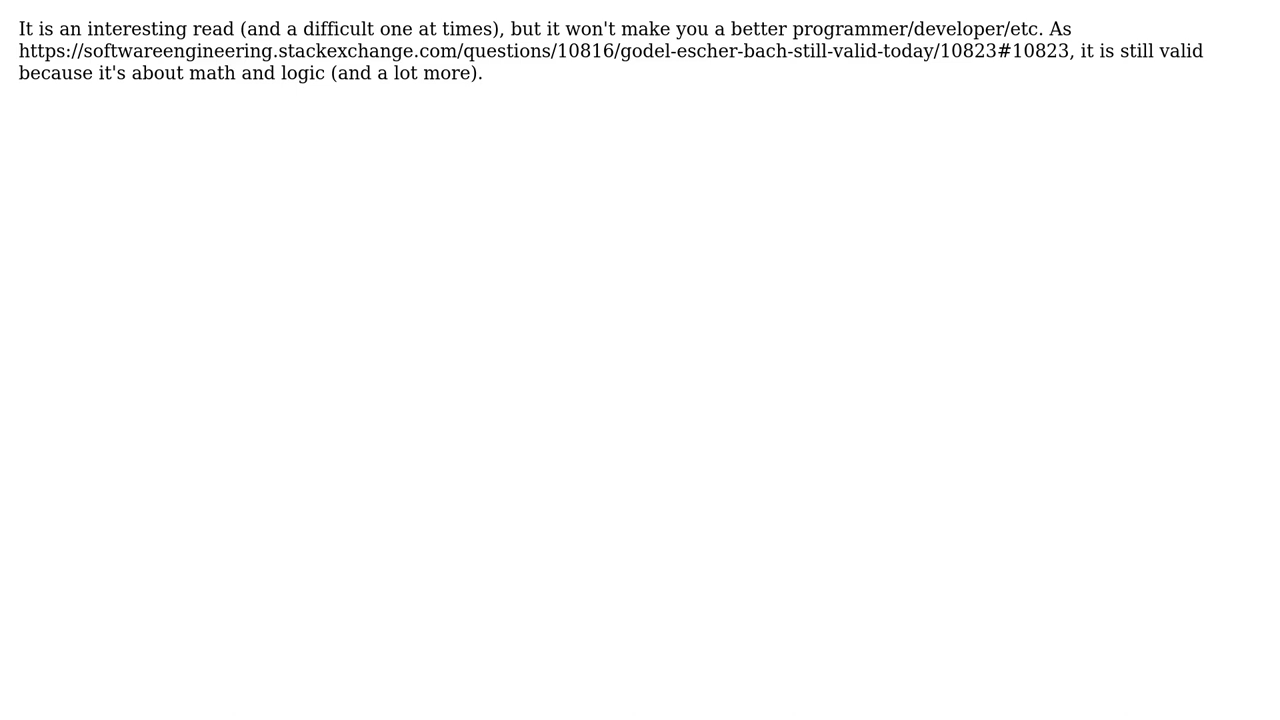 It is an interesting read (and a difficult one at times), but it won't make you a better programmer/developer/etc. As
https://softwareengineering.stackexchange.com/questions/10816/godel-escher-bach-still-valid-today/10823#10823, it is still valid
because it's about math and logic (and a lot more).